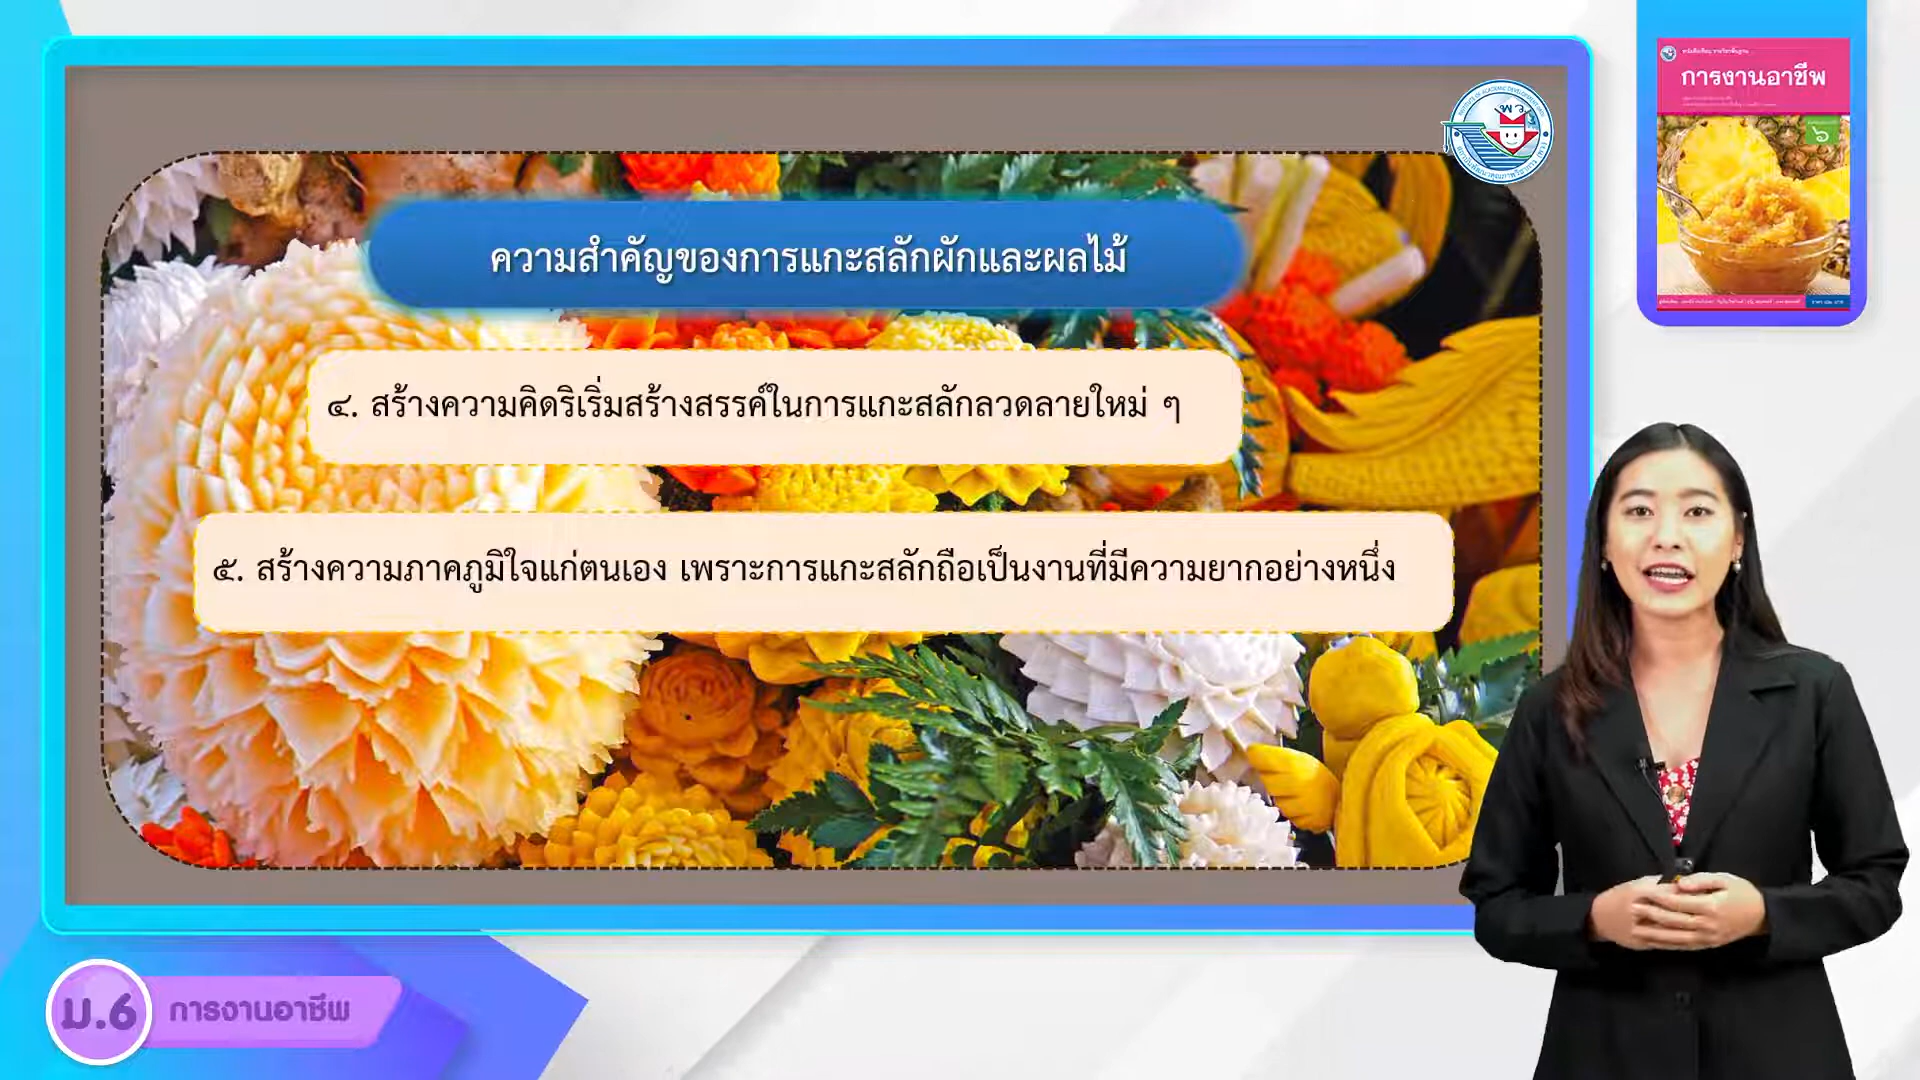 การงานอาชีพ
๖
พว.
ความสำคัญของการแกะสลักผักและผลไม้
๔. สร้างความคิดริเริ่มสร้างสรรค์ในการแกะสลักลวดลายใหม่ ๆ
๕. สร้างความภาคภูมิใจแก่ตนเอง เพราะการแกะสลักถือเป็นงานที่มีความยากอย่างหนึ่ง
ม.6 การงานอาชีพ